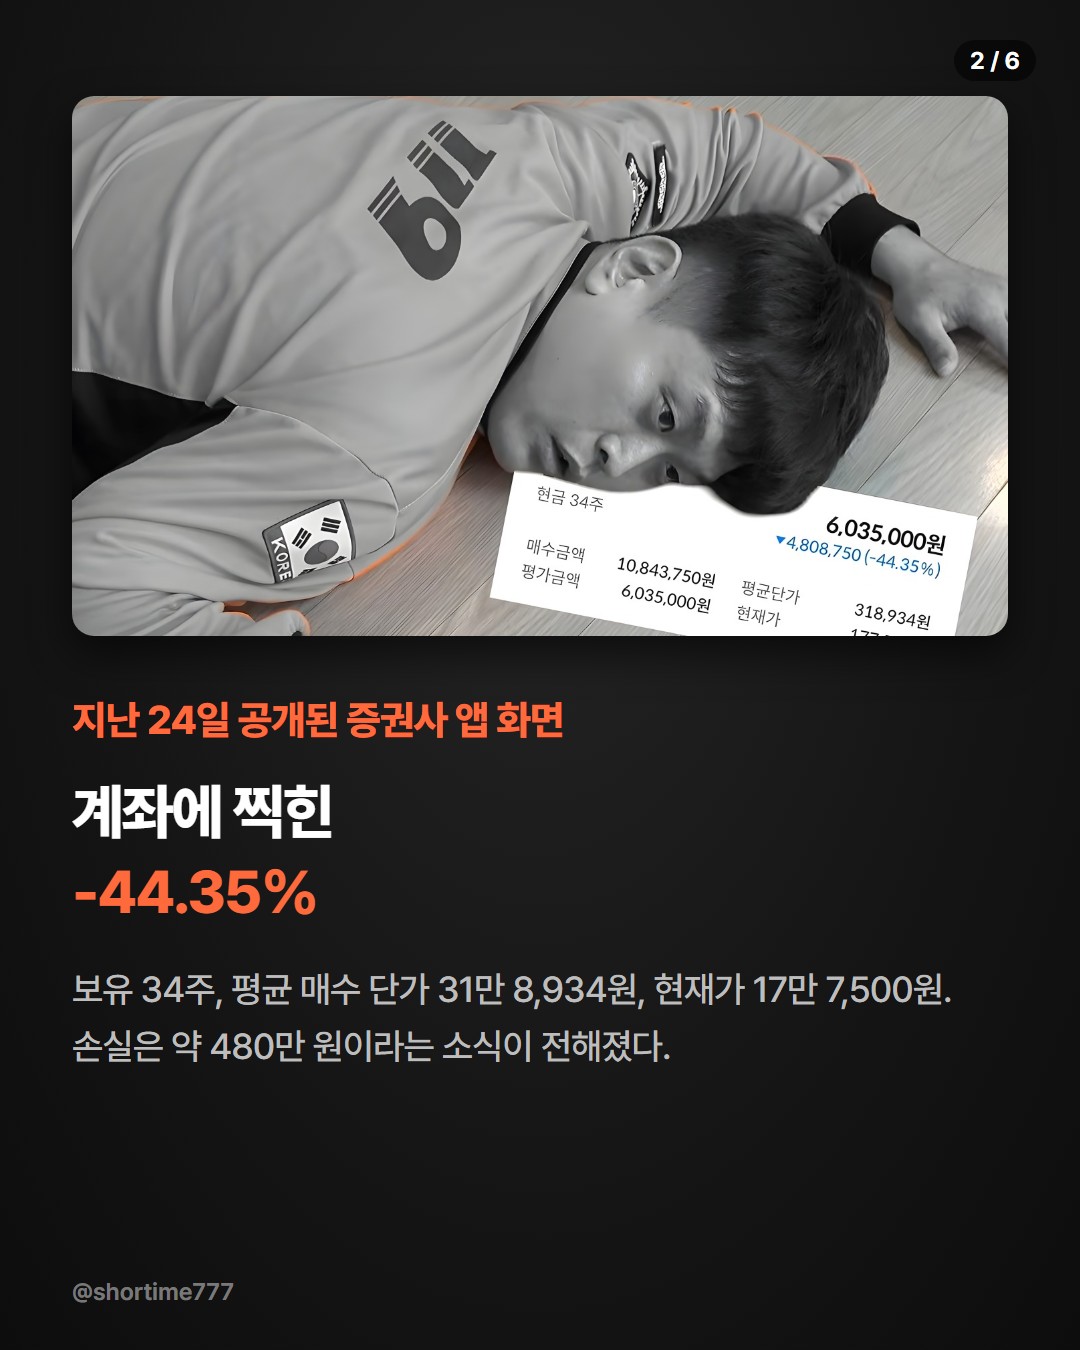 2 / 6
bii
KORE
현금 34주
6,035,000원
▼4,808,750 (-44.35%)
매수금액 10,843,750원 평균단가 318,934원
평가금액 6,035,000원 현재가
지난 24일 공개된 증권사 앱 화면
계좌에 찍힌
-44.35%
보유 34주, 평균 매수 단가 31만 8,934원, 현재가 17만 7,500원.
손실은 약 480만 원이라는 소식이 전해졌다.
@shortime777